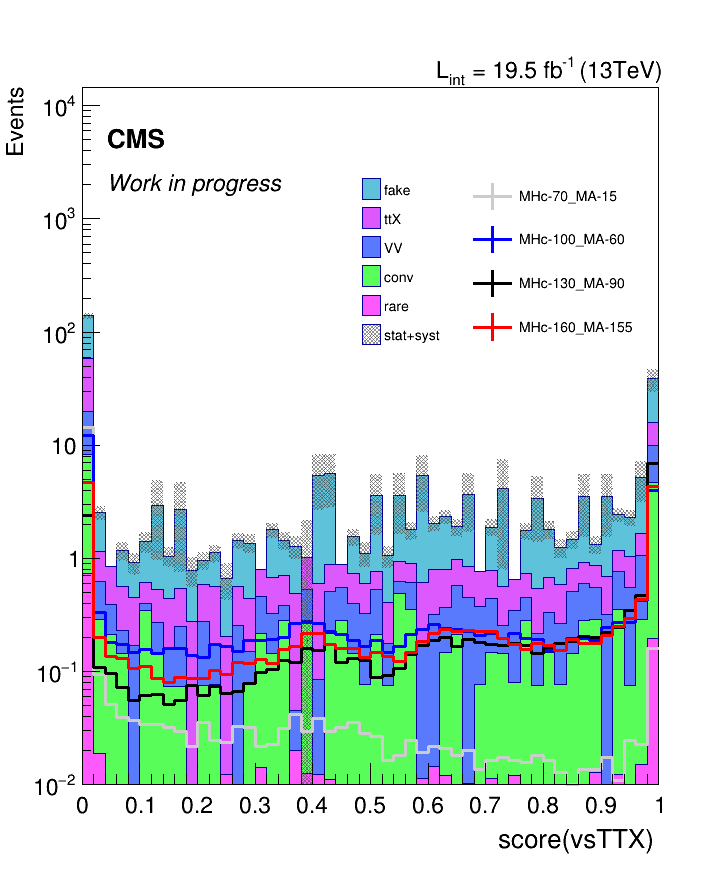 L_int = 19.5 fb^-1 (13TeV)
Events
CMS
Work in progress
fake
ttX
VV
conv
rare
stat+syst
MHc-70_MA-15
MHc-100_MA-60
MHc-130_MA-90
MHc-160_MA-155
10^4
10^3
10^2
10
1
10^-1
10^-2
0 0.1 0.2 0.3 0.4 0.5 0.6 0.7 0.8 0.9 1
score(vsTTX)